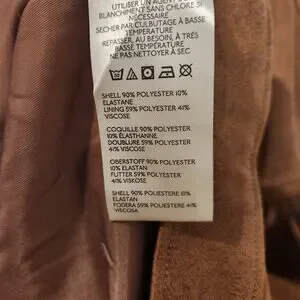 UTILISER UN AGENT DE
BLANCHIMENT SANS CHLORE SI
NÉCESSAIRE
SÉCHER PAR CULBUTAGE À BASSE
TEMPÉRATURE
REPASSER, AU BESOIN, À TRÈS
BASSE TEMPÉRATURE
NE PAS NETTOYER À SEC
SHELL 90% POLYESTER 10%
ELASTANE
LINING 59% POLYESTER 41%
VISCOSE
COQUILLE 90% POLYESTER
10% ÉLASTHANNE
DOUBLURE 59% POLYESTER
41% VISCOSE
OBERSTOFF 90% POLYESTER
10% ELASTAN
FUTTER 59% POLYESTER
41% VISKOSE
SHELL 90% POLIESTERE 10%
ELASTAN
FODERA 59% POLIESTERE 41%
VISCOSA